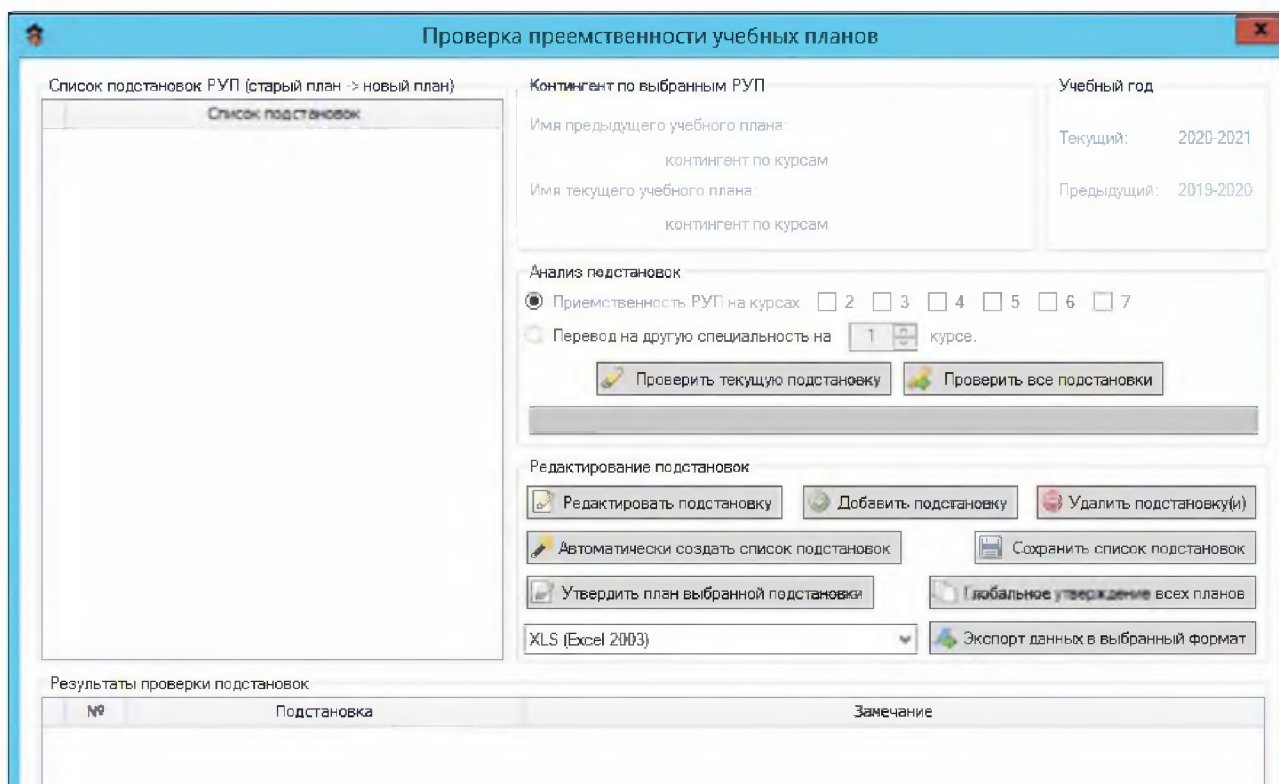 Проверка преемственности учебных планов
Список подстановок РУП (старый план -> новый план)
Список подстановок
Контингент по выбранным РУП
Имя предыдущего учебного плана:
контингент по курсам
Имя текущего учебного плана:
контингент по курсам
Учебный год
Текущий: 2020-2021
Предыдущий: 2019-2020
Анализ подстановок
Приемственность РУП на курсах 2 3 4 5 6 7
Перевод на другую специальность на 1 курсе.
Проверить текущую подстановку Проверить все подстановки
Редактирование подстановок
Редактировать подстановку Добавить подстановку Удалить подстановку(и)
Автоматически создать список подстановок Сохранить список подстановок
Утвердить план выбранной подстановки Глобальное утверждение всех планов
XLS (Excel 2003) Экспорт данных в выбранный формат
Результаты проверки подстановок
№ Подстановка Замечание